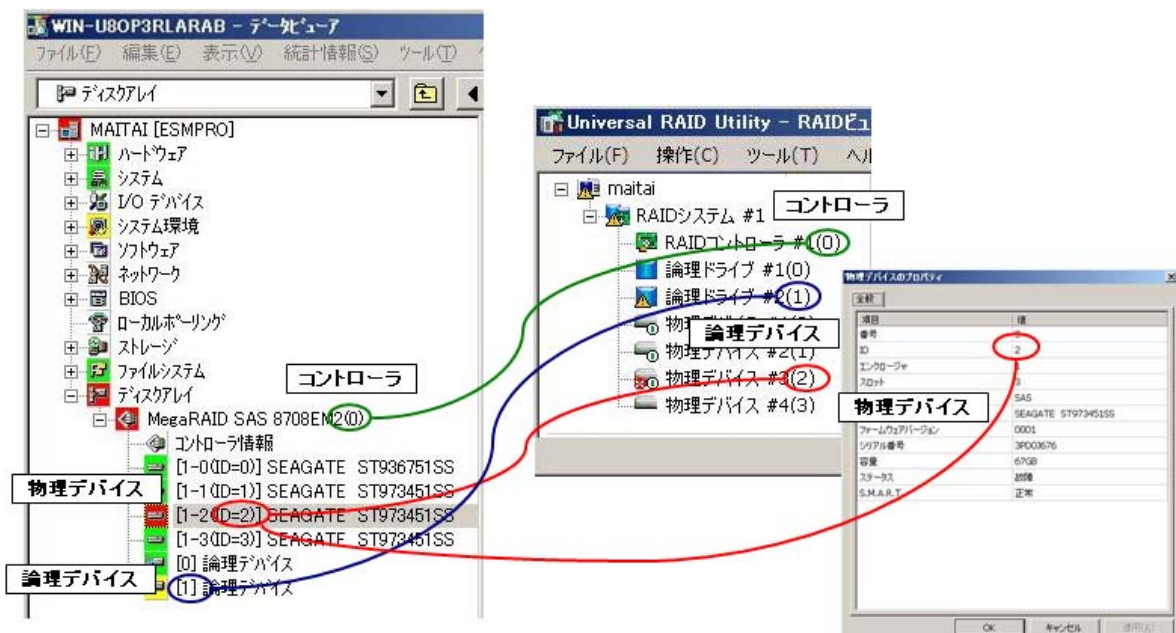 WIN-U8OP3RLARAB - データビューア
ファイル(F) 編集(E) 表示(V) 統計情報(S) ツール(T)
ディスクアレイ
MAITAI [ESMPRO]
ハードウェア
システム
I/O デバイス
システム環境
ソフトウェア
ネットワーク
BIOS
ローカルポーリング
ストレージ
ファイルシステム
ディスクアレイ
コントローラ
MegaRAID SAS 8708EM2(0)
コントローラ情報
[1-0(ID=0)] SEAGATE ST936751SS
物理デバイス
[1-1(ID=1)] SEAGATE ST973451SS
[1-2(ID=2)] SEAGATE ST973451SS
[1-3(ID=3)] SEAGATE ST973451SS
[0] 論理デバイス
論理デバイス
[1] 論理デバイス
Universal RAID Utility - RAIDビュ
ファイル(F) 操作(C) ツール(T) ヘル
maitai
コントローラ
RAIDシステム #1
RAIDコントローラ #1(0)
論理ドライブ #1(0)
論理ドライブ #2(1)
論理デバイス
物理デバイス #2(1)
物理デバイス #3(2)
物理デバイス #4(3)
物理デバイスのプロパティ
全般
項目 値
番号 3
ID 2
エンクロージャ 1
スロット 3
SAS
物理デバイス
SEAGATE ST973451SS
ファームウェアバージョン 0001
シリアル番号 3PD03676
容量 67GB
ステータス 故障
S.M.A.R.T. 正常
OK キャンセル 適用(A)